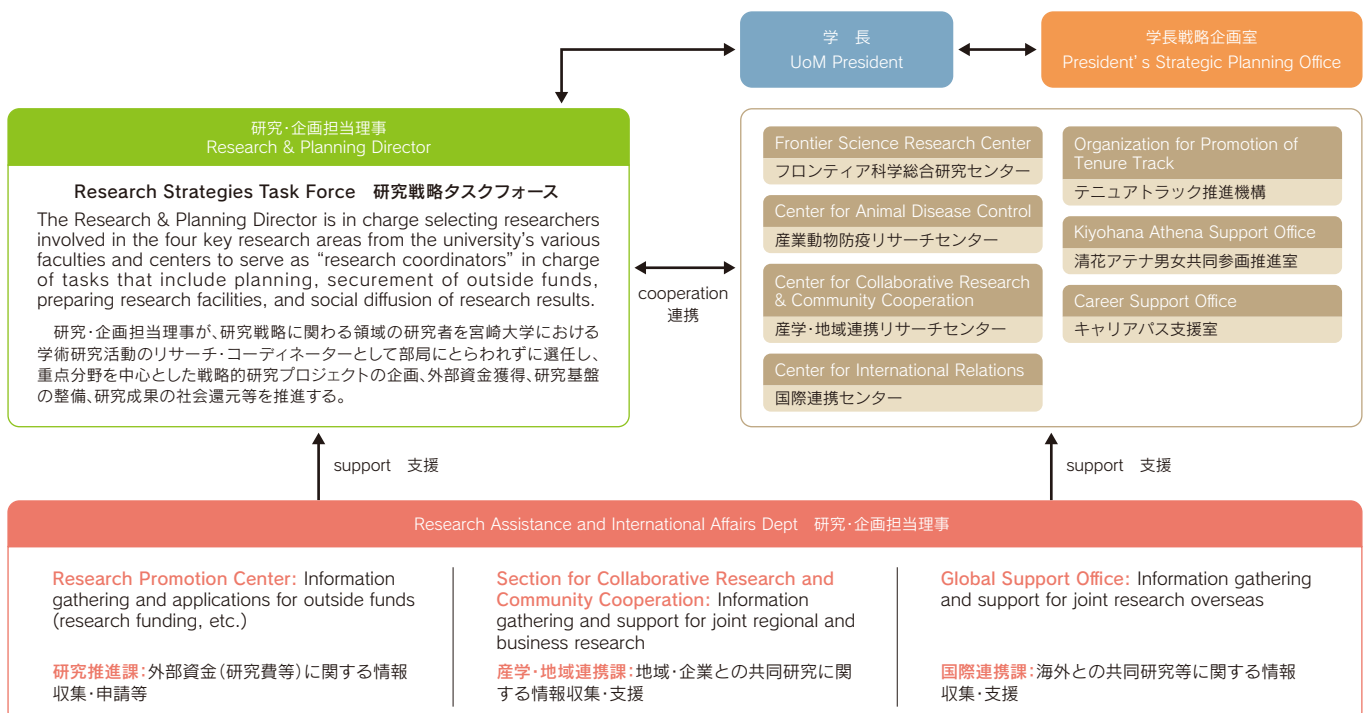 学 長
UoM President
学長戦略企画室
President’s Strategic Planning Office
研究・企画担当理事
Research & Planning Director
Research Strategies Task Force 研究戦略タスクフォース
The Research & Planning Director is in charge selecting researchers
involved in the four key research areas from the university’s various
faculties and centers to serve as “research coordinators” in charge
of tasks that include planning, securement of outside funds,
preparing research facilities, and social diffusion of research results.
研究・企画担当理事が、研究戦略に関わる領域の研究者を宮崎大学における
学術研究活動のリサーチ・コーディネーターとして部局にとらわれずに選任し、
重点分野を中心とした戦略的研究プロジェクトの企画、外部資金獲得、研究基盤
の整備、研究成果の社会還元等を推進する。
cooperation
連携
Frontier Science Research Center
フロンティア科学総合研究センター
Center for Animal Disease Control
産業動物防疫リサーチセンター
Center for Collaborative Research
& Community Cooperation
産学・地域連携リサーチセンター
Center for International Relations
国際連携センター
Organization for Promotion of
Tenure Track
テニュアトラック推進機構
Kiyohana Athena Support Office
清花アテナ男女共同参画推進室
Career Support Office
キャリアパス支援室
support 支援
support 支援
Research Assistance and International Affairs Dept 研究・企画担当理事
Research Promotion Center: Information
gathering and applications for outside funds
(research funding, etc.)
研究推進課：外部資金（研究費等）に関する情報
収集・申請等
Section for Collaborative Research and
Community Cooperation: Information
gathering and support for joint regional and
business research
産学・地域連携課：地域・企業との共同研究に関
する情報収集・支援
Global Support Office: Information gathering
and support for joint research overseas
国際連携課：海外との共同研究等に関する情報
収集・支援